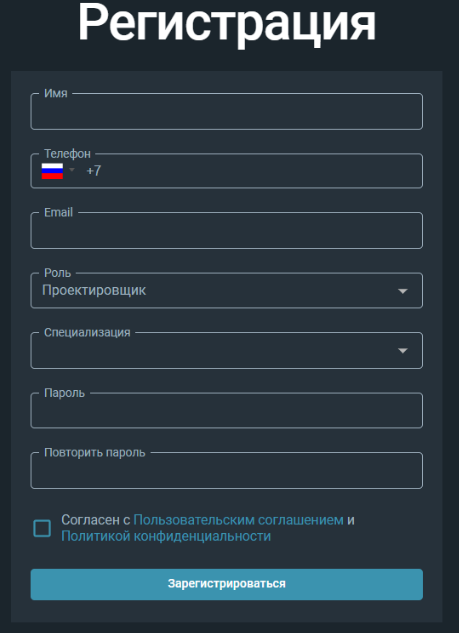 Регистрация
Имя
Телефон
+7
Email
Роль
Проектировщик
Специализация
Пароль
Повторить пароль
Согласен с Пользовательским соглашением и
Политикой конфиденциальности
Зарегистрироваться